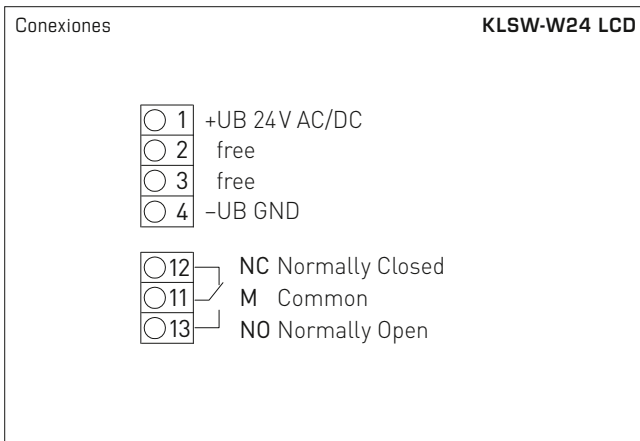 Conexiones KLSW-W24 LCD
1 +UB 24V AC/DC
2 free
3 free
4 –UB GND
12 NC Normally Closed
11 M Common
13 NO Normally Open